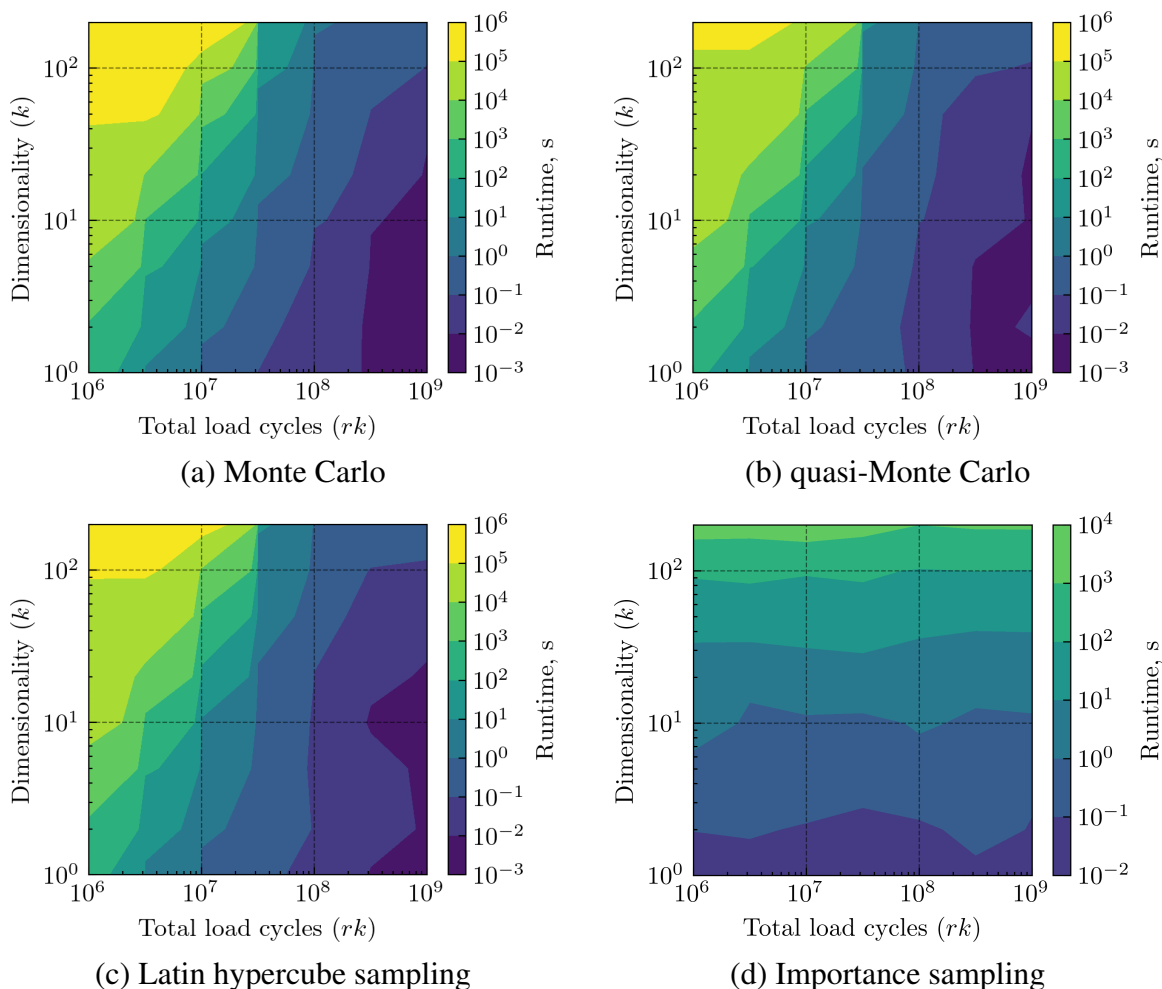 10^6
10^5
10^4
10^3
10^2
10^1
10^0
10^-1
10^-2
10^-3
Runtime, s
Dimensionality (k)
10^2
10^1
10^0
10^6 10^7 10^8 10^9
Total load cycles (rk)
(a) Monte Carlo
10^6
10^5
10^4
10^3
10^2
10^1
10^0
10^-1
10^-2
10^-3
Runtime, s
Dimensionality (k)
10^2
10^1
10^0
10^6 10^7 10^8 10^9
Total load cycles (rk)
(b) quasi-Monte Carlo
10^6
10^5
10^4
10^3
10^2
10^1
10^0
10^-1
10^-2
10^-3
Runtime, s
Dimensionality (k)
10^2
10^1
10^0
10^6 10^7 10^8 10^9
Total load cycles (rk)
(c) Latin hypercube sampling
10^4
10^3
10^2
10^1
10^0
10^-1
10^-2
Runtime, s
Dimensionality (k)
10^2
10^1
10^0
10^6 10^7 10^8 10^9
Total load cycles (rk)
(d) Importance sampling